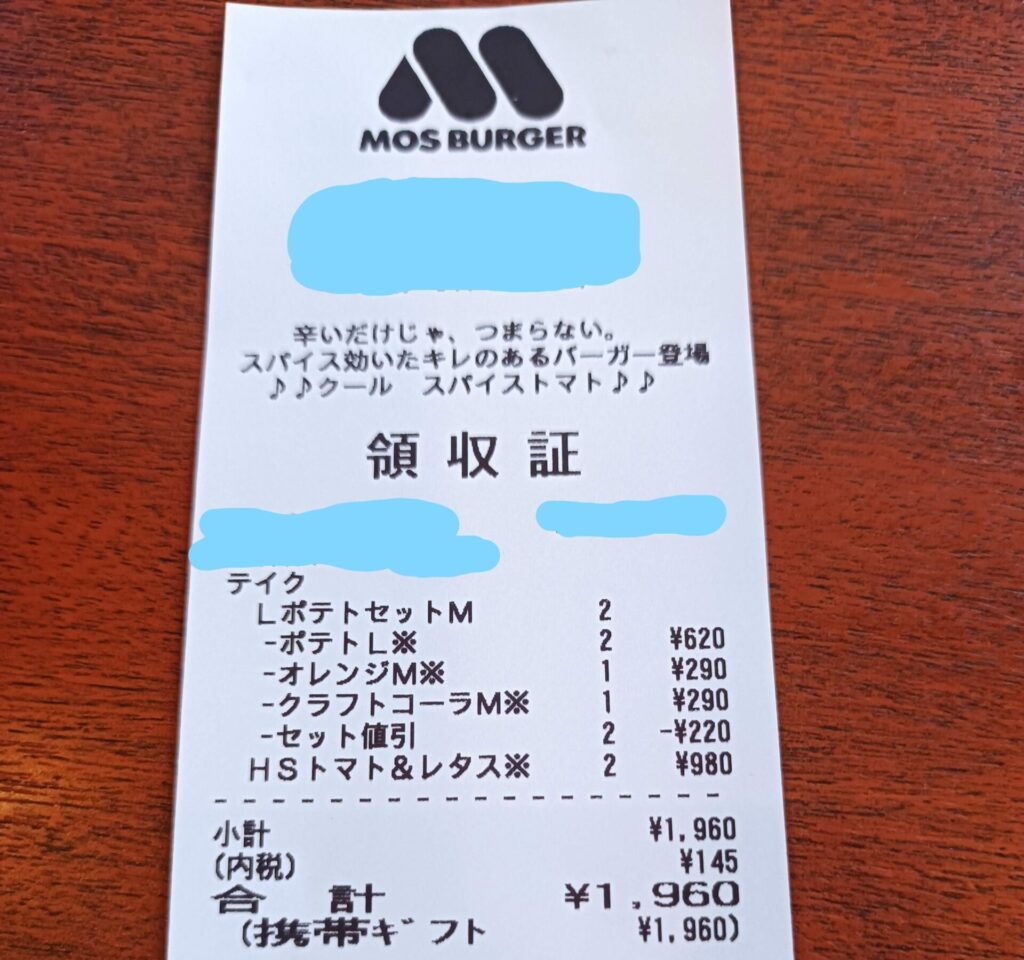 MOS BURGER
辛いだけじゃ、つまらない。
スパイス効いたキレのあるバーガー登場
♪♪クール　スパイストマト♪♪
領収証
テイク
LポテトセットM 2
-ポテトL※ 2 ¥620
-オレンジM※ 1 ¥290
-クラフトコーラM※ 1 ¥290
-セット値引 2 -¥220
HSトマト&レタス※ 2 ¥980
小計 ¥1,960
(内税) ¥145
合計 ¥1,960
(携帯ギフト ¥1,960)